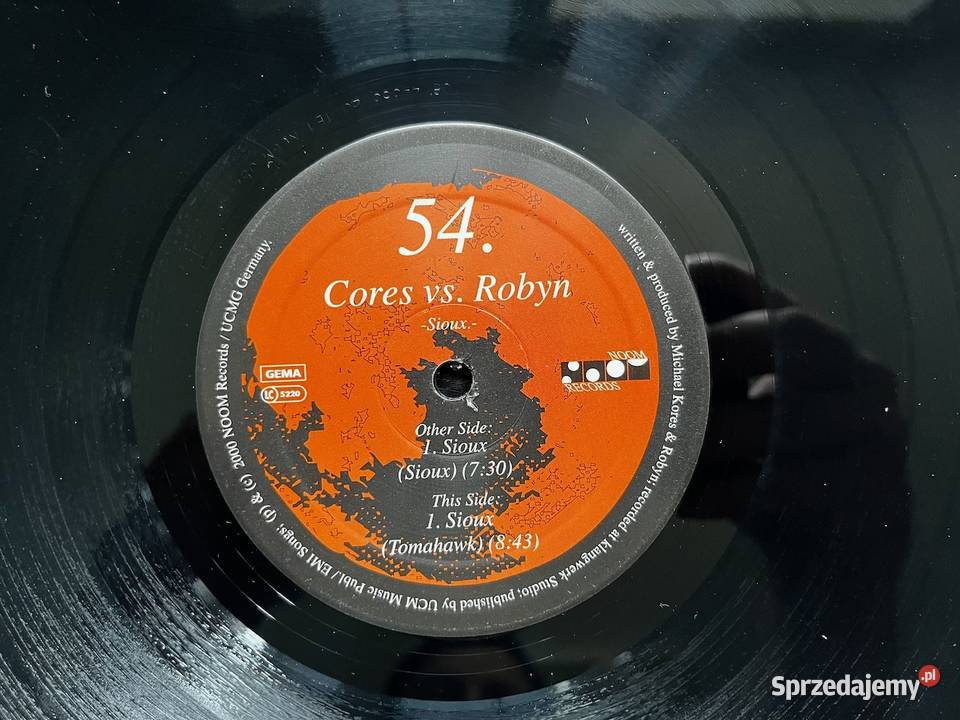 54.
Cores vs. Robyn
-Sioux.-
GEMA
LC 5220
NOOM
RECORDS
Other Side:
1. Sioux
(Sioux) (7:30)
This Side:
1. Sioux
(Tomahawk) (8:43)
written & produced by Michael Kores & Robyn; recorded at klangwerk Studio; published by UCM Music Publ./ EMI Songs; (p) & (c) 2000 NOOM Records / UCMG Germany.
Sprzedajemy.pl